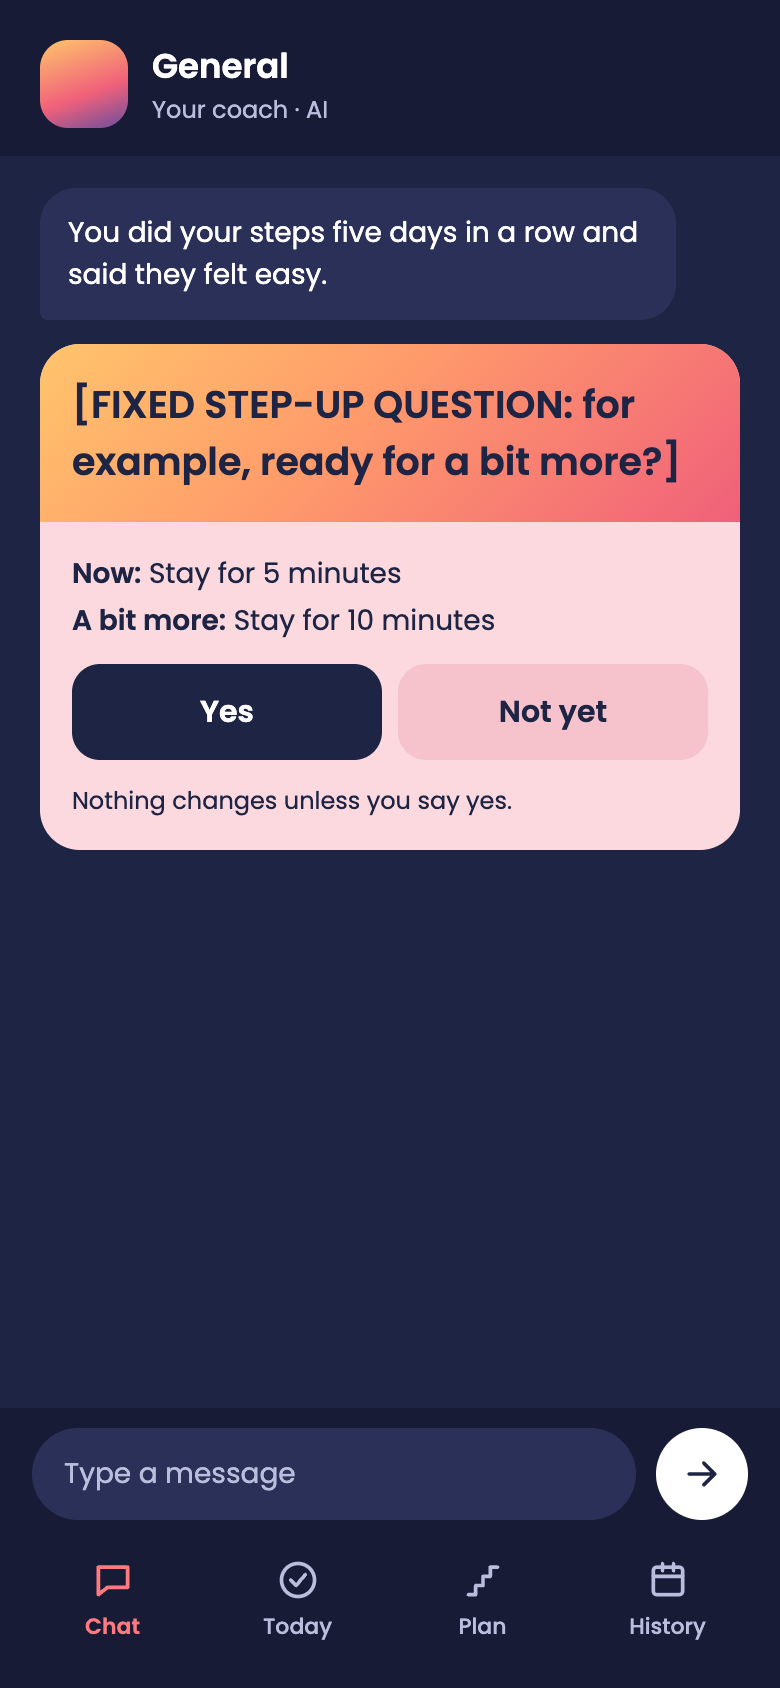 General
Your coach · AI
You did your steps five days in a row and
said they felt easy.
[FIXED STEP-UP QUESTION: for
example, ready for a bit more?]
Now: Stay for 5 minutes
A bit more: Stay for 10 minutes
Yes
Not yet
Nothing changes unless you say yes.
Type a message
Chat
Today
Plan
History